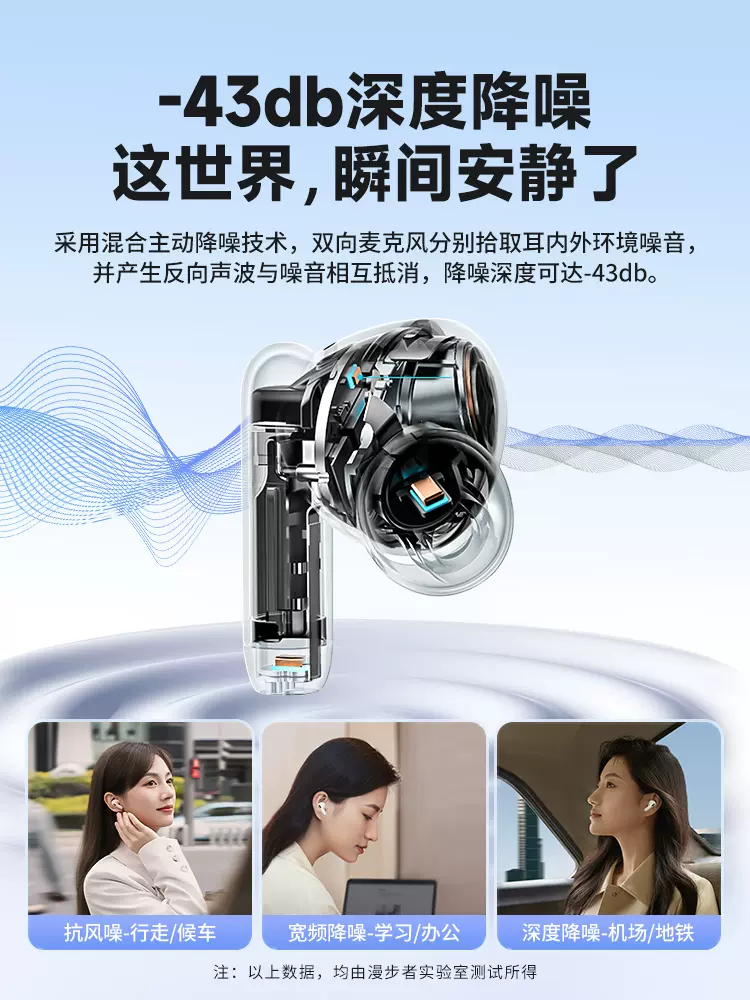 -43db深度降噪
这世界，瞬间安静了
采用混合主动降噪技术，双向麦克风分别拾取耳内外环境噪音，
并产生反向声波与噪音相互抵消，降噪深度可达-43db。
抗风噪-行走/候车
宽频降噪-学习/办公
深度降噪-机场/地铁
注：以上数据，均由漫步者实验室测试所得